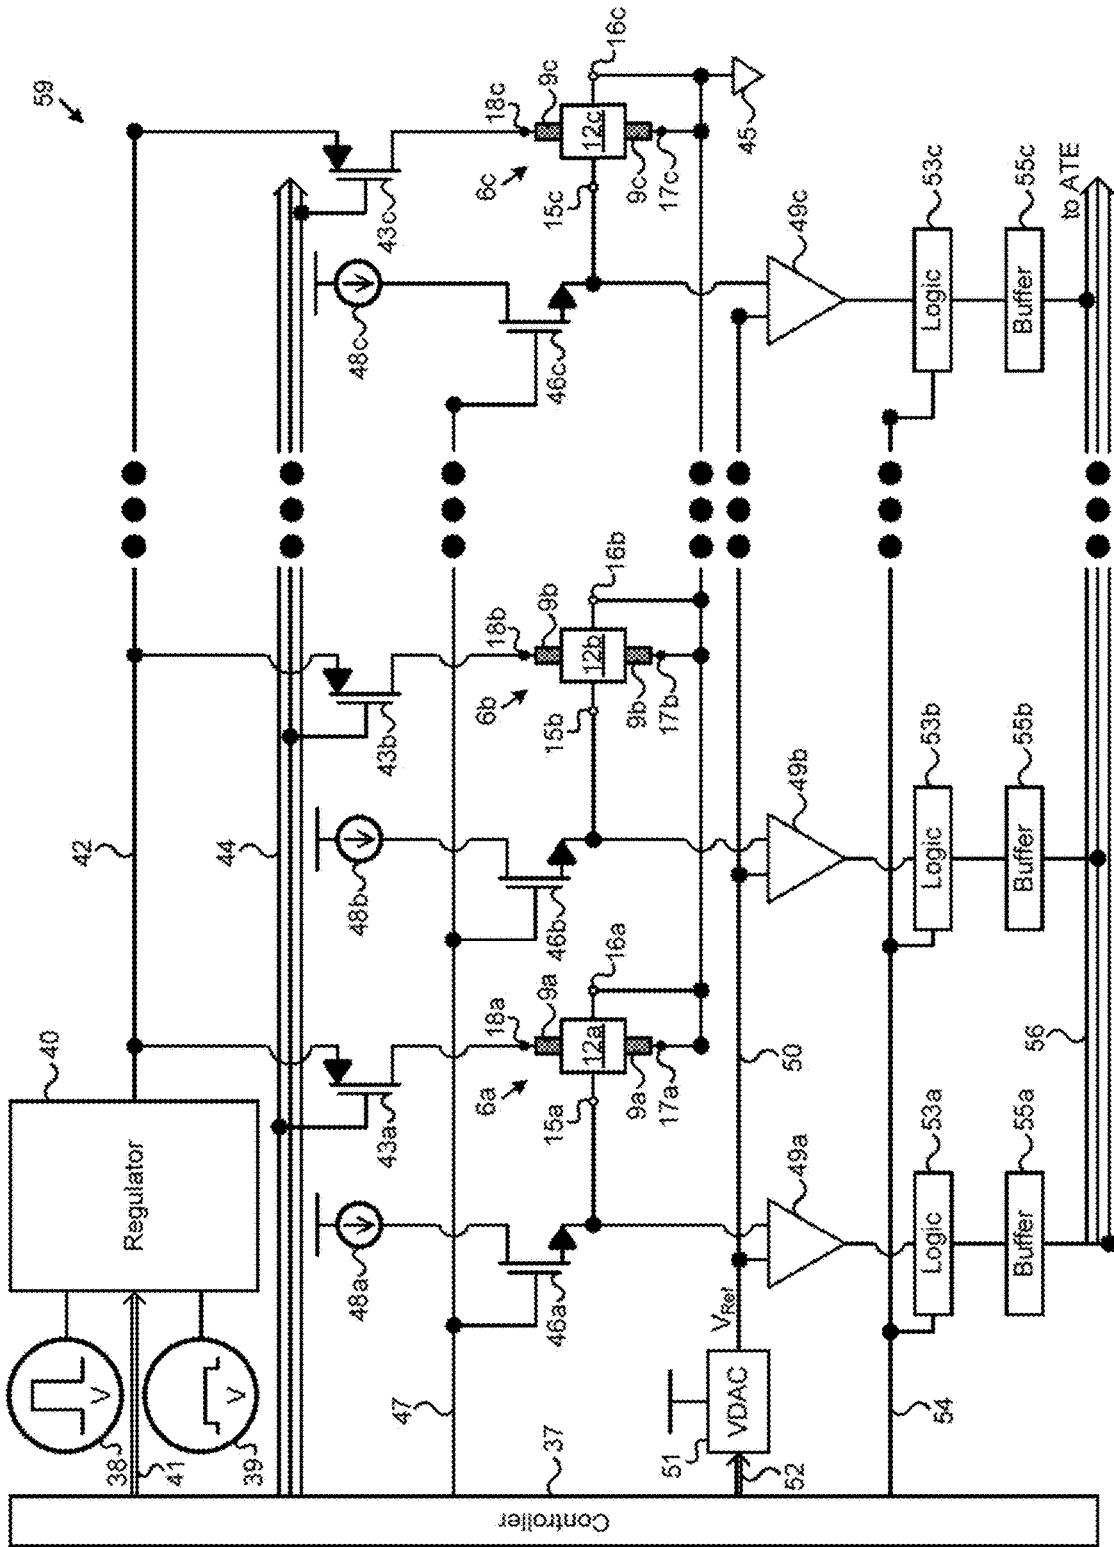 59
42
44
40
Regulator
38
41
39
V
V
43a
43b
43c
48a
48b
48c
46a
46b
46c
47
37
Controller
6a
6b
6c
18a
9a
12a
16a
15a
9a
17a
18b
9b
12b
16b
15b
9b
17b
18c
9c
12c
16c
15c
9c
17c
45
51
VDAC
52
VRef
50
49a
49b
49c
54
Logic
53a
Logic
53b
Logic
53c
Buffer
55a
Buffer
55b
Buffer
55c
56
to ATE